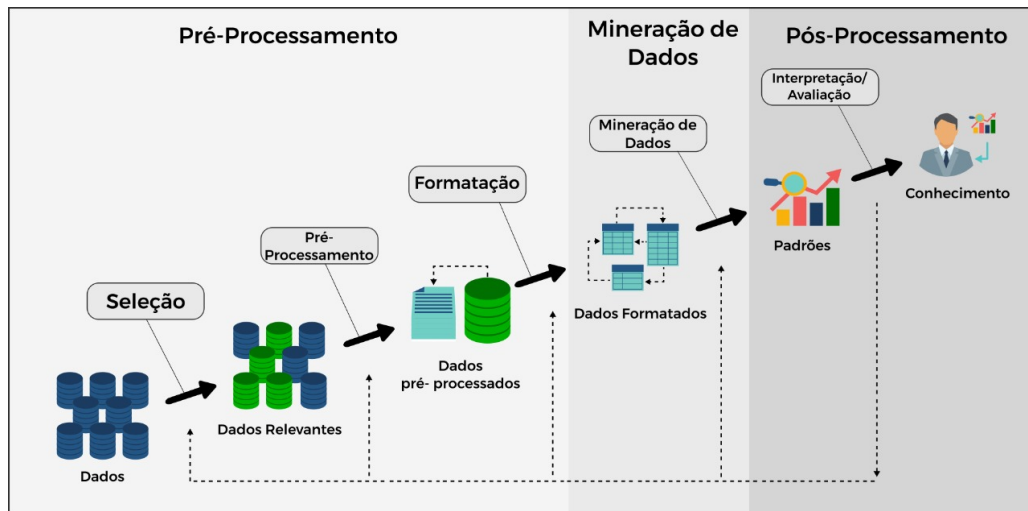 Pré-Processamento
Mineração de
Dados
Pós-Processamento
Interpretação/
Avaliação
Mineração de
Dados
Conhecimento
Formatação
Padrões
Pré-
Processamento
Dados Formatados
Seleção
Dados
pré- processados
Dados Relevantes
Dados